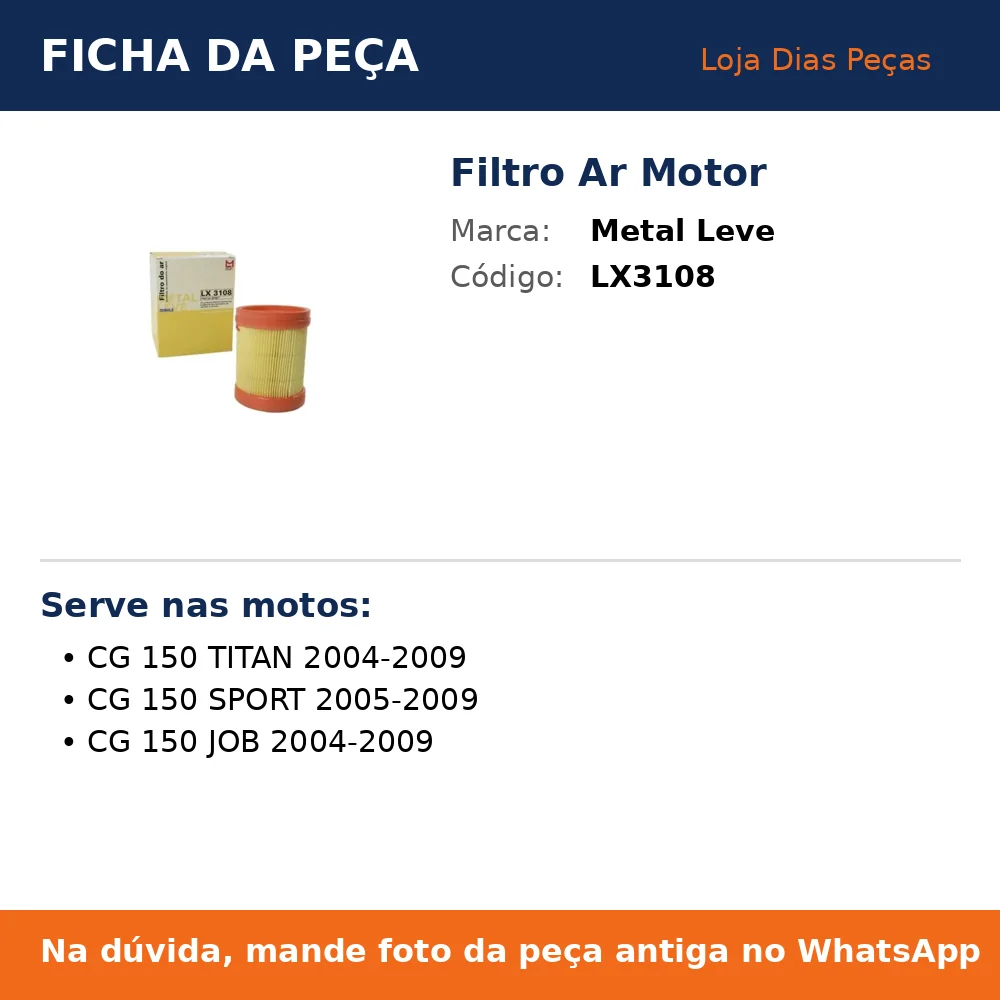 FICHA DA PEÇA
Loja Dias Peças
Filtro Ar Motor
Marca: Metal Leve
Código: LX3108
Filtro do ar
METAL
LEVE
LX 3108
Serve nas motos:
• CG 150 TITAN 2004-2009
• CG 150 SPORT 2005-2009
• CG 150 JOB 2004-2009
Na dúvida, mande foto da peça antiga no WhatsApp